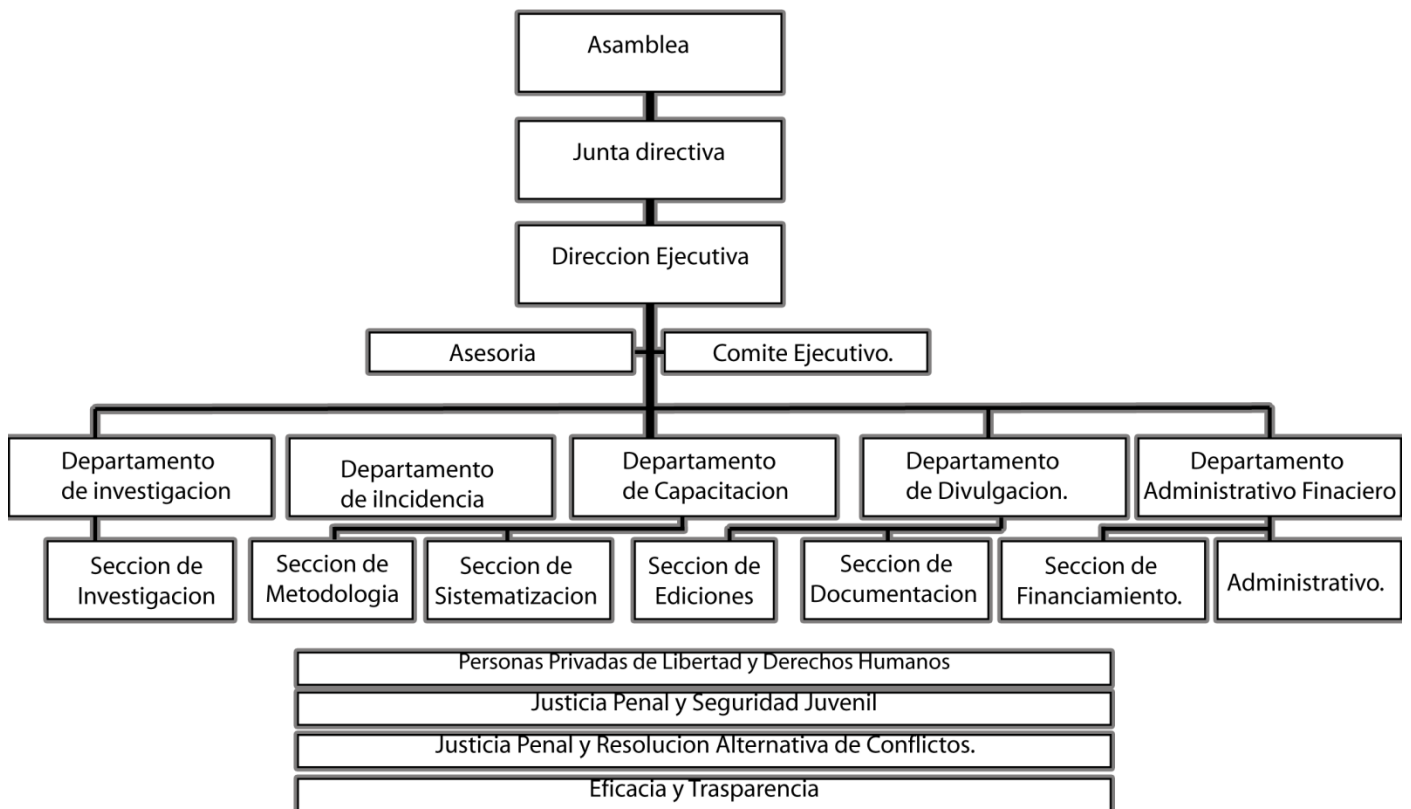 Asamblea
Junta directiva
Direccion Ejecutiva
Asesoria
Comite Ejecutivo.
Departamento
de investigacion
Departamento
de iIncidencia
Departamento
de Capacitacion
Departamento
de Divulgacion.
Departamento
Administrativo Finaciero
Seccion de
Investigacion
Seccion de
Metodologia
Seccion de
Sistematizacion
Seccion de
Ediciones
Seccion de
Documentacion
Seccion de
Financiamiento.
Administrativo.
Personas Privadas de Libertad y Derechos Humanos
Justicia Penal y Seguridad Juvenil
Justicia Penal y Resolucion Alternativa de Conflictos.
Eficacia y Trasparencia